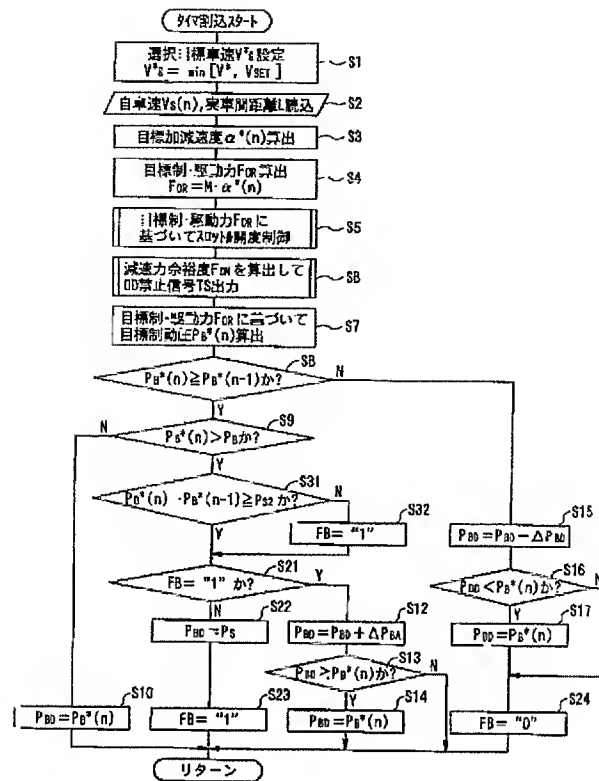 タイマ割込スタート
選択目標車速V*s 設定
V*s = min[V*, VSET]
S1
自車速Vs(n),実車間距離L読込
S2
目標加減速度α*(n)算出
S3
目標制・駆動力FOR 算出
FOR=M・α*(n)
S4
目標制・駆動力FORに
基づいてスロットル開度制御
S5
減速力余裕度FDMを算出して
OD禁止信号TS出力
S6
目標制・駆動力FORに基づいて
目標制動圧PB*(n)算出
S7
PB*(n)≧PB*(n-1)か?
S8
N
Y
PB*(n)>PBか?
S9
N
Y
PB*(n)-PB*(n-1)≧PS2か?
S31
N
Y
FB= "1"
S32
FB= "1" か?
S21
Y
N
PBD=PS
S22
PBD=PBD+ΔPBA
S12
PBD≧PB*(n)か?
S13
N
Y
PBD=PBD-ΔPBD
S15
PBD<PB*(n)か?
S16
N
Y
PBD=PB*(n)
S17
PBD=PB*(n)
S10
FB= "1"
S23
PBD=PB*(n)
S14
FB= "0"
S24
リターン